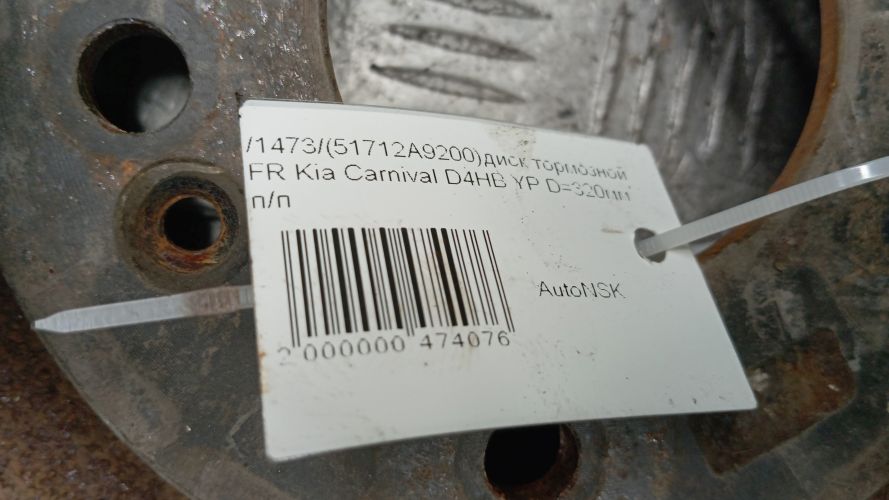 /1473/(51712A9200)диск тормозной
FR Kia Carnival D4HB YP D=320мм
п/п
AutoNSK
2 000000 474076